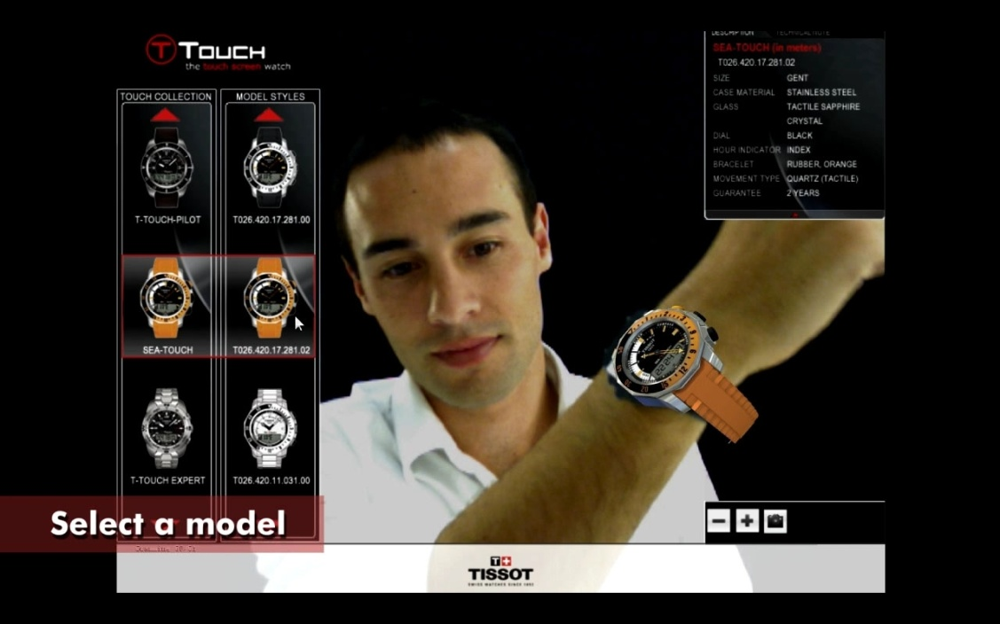 T TOUCH
the touch screen watch
TOUCH COLLECTION
MODEL STYLES
T-TOUCH-PILOT
T026.420.17.281.00
SEA-TOUCH
T026.420.17.281.02
T-TOUCH EXPERT
T026.420.11.031.00
Select a model
DESCRIPTION TECHNICAL NOTE
SEA-TOUCH (in meters)
T026.420.17.281.02
SIZE GENT
CASE MATERIAL STAINLESS STEEL
GLASS TACTILE SAPPHIRE
CRYSTAL
DIAL BLACK
HOUR INDICATOR INDEX
BRACELET RUBBER, ORANGE
MOVEMENT TYPE QUARTZ (TACTILE)
GUARANTEE 2 YEARS
T+
TISSOT
SWISS WATCHES SINCE 1853